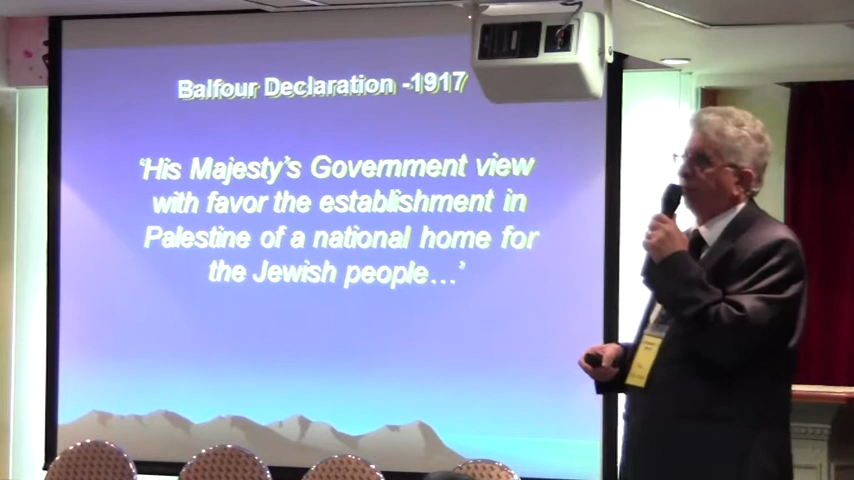 Balfour Declaration -1917
'His Majesty's Government view
with favor the establishment in
Palestine of a national home for
the Jewish people...'